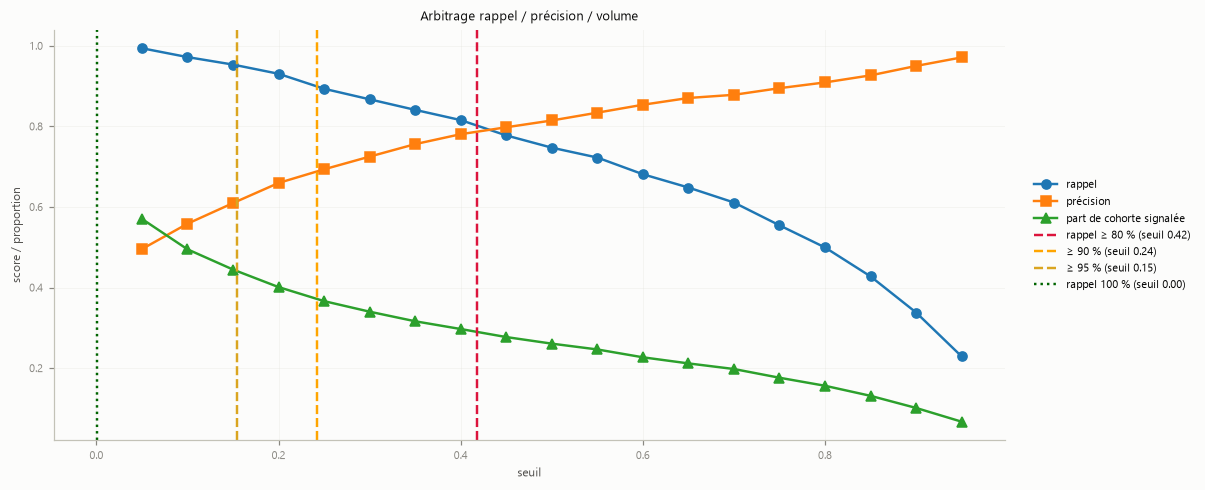 Arbitrage rappel / précision / volume
score / proportion
1.0
0.8
0.6
0.4
0.2
0.0
0.2
0.4
0.6
0.8
seuil
rappel
précision
part de cohorte signalée
rappel ≥ 80 % (seuil 0.42)
≥ 90 % (seuil 0.24)
≥ 95 % (seuil 0.15)
rappel 100 % (seuil 0.00)